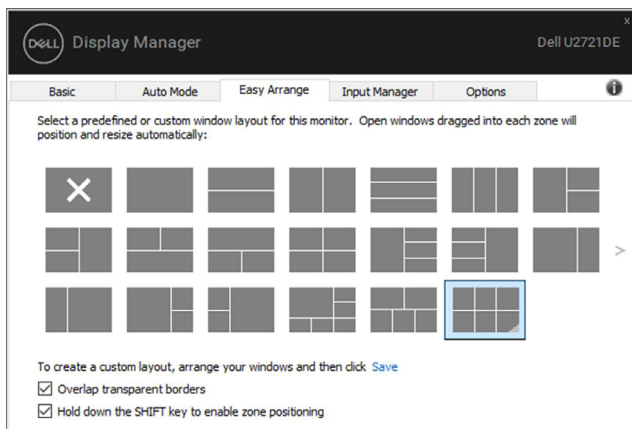 x
DELL Display Manager Dell U2721DE
Basic Auto Mode Easy Arrange Input Manager Options
Select a predefined or custom window layout for this monitor. Open windows dragged into each zone will
position and resize automatically:
To create a custom layout, arrange your windows and then click Save
Overlap transparent borders
Hold down the SHIFT key to enable zone positioning